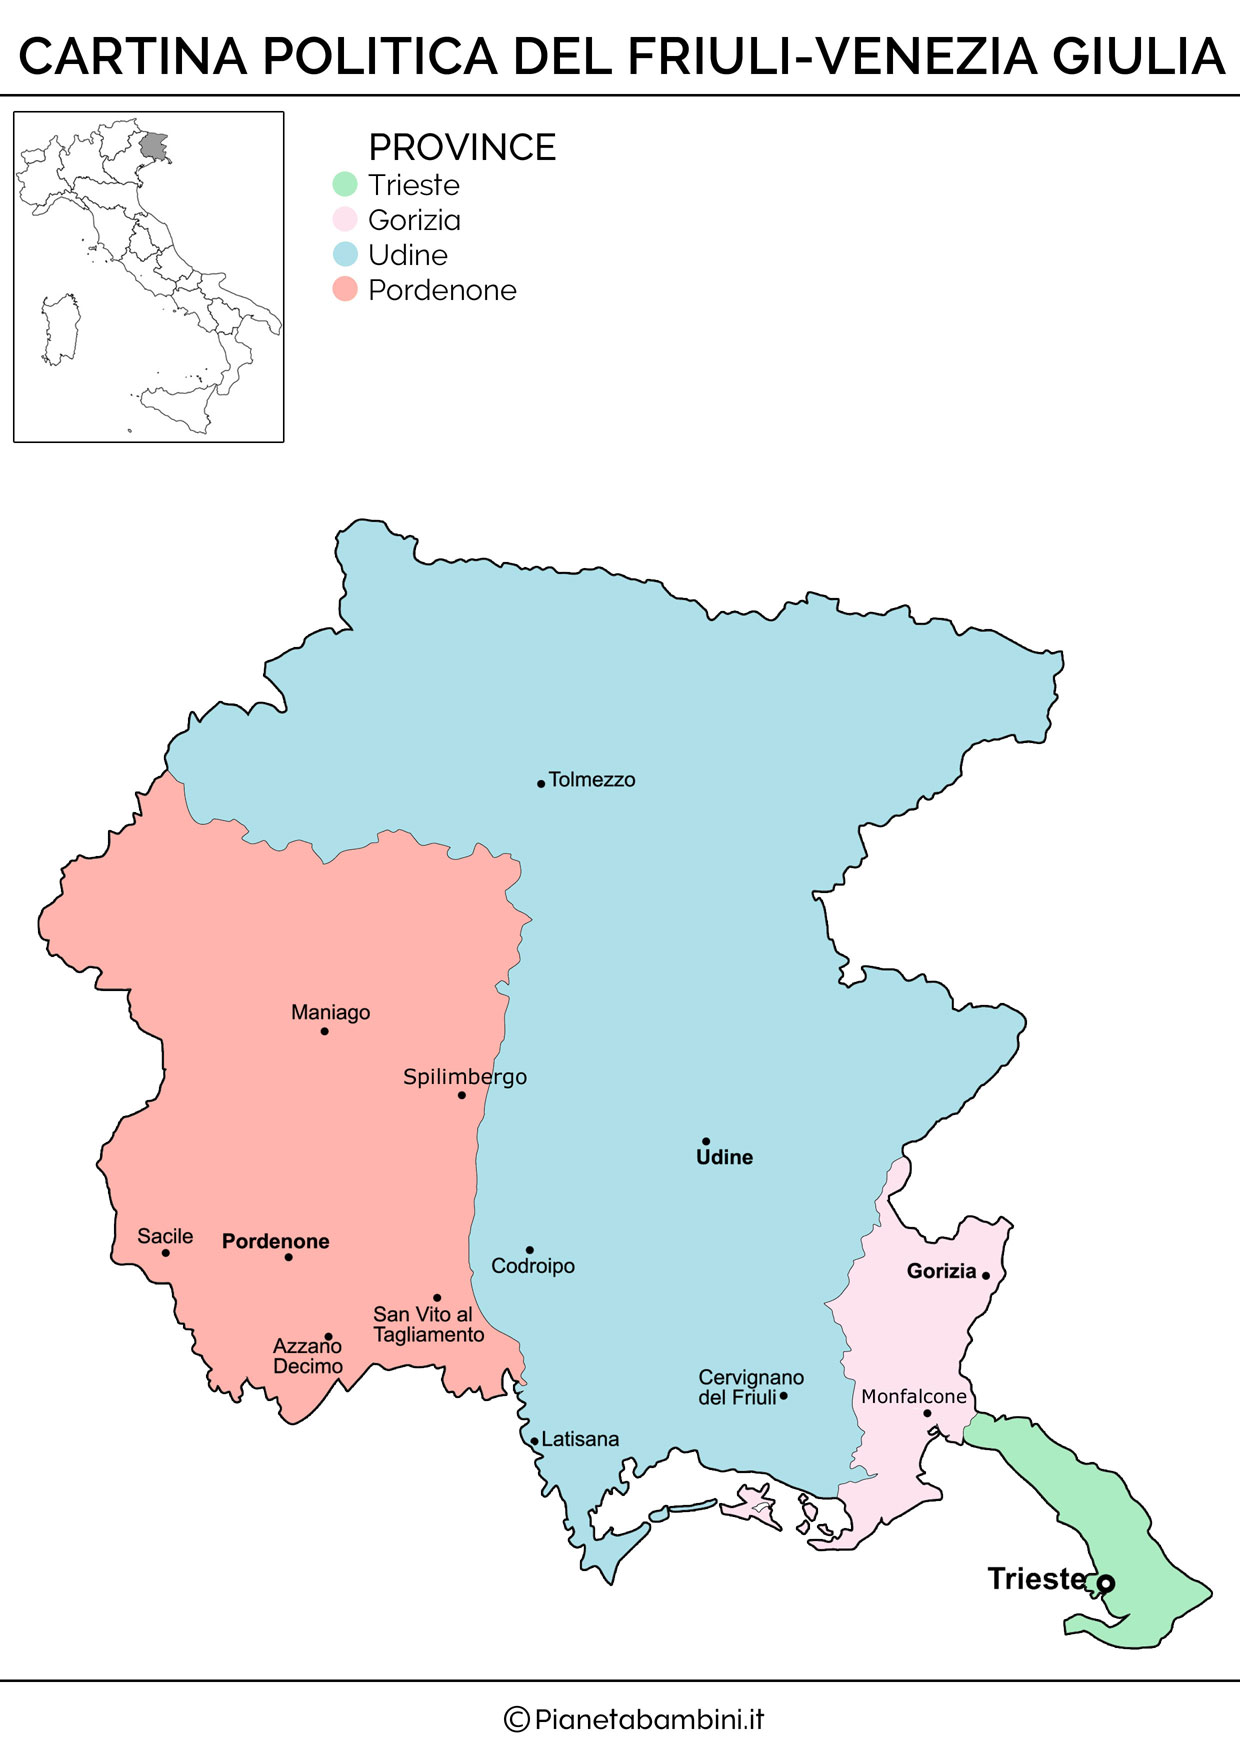 CARTINA POLITICA DEL FRIULI-VENEZIA GIULIA
PROVINCE
Trieste
Gorizia
Udine
Pordenone
Tolmezzo
Maniago
Spilimbergo
Udine
Sacile
Pordenone
Codroipo
Gorizia
San Vito al
Tagliamento
Azzano
Decimo
Cervignano
del Friuli
Monfalcone
Latisana
Trieste
©Pianetabambini.it